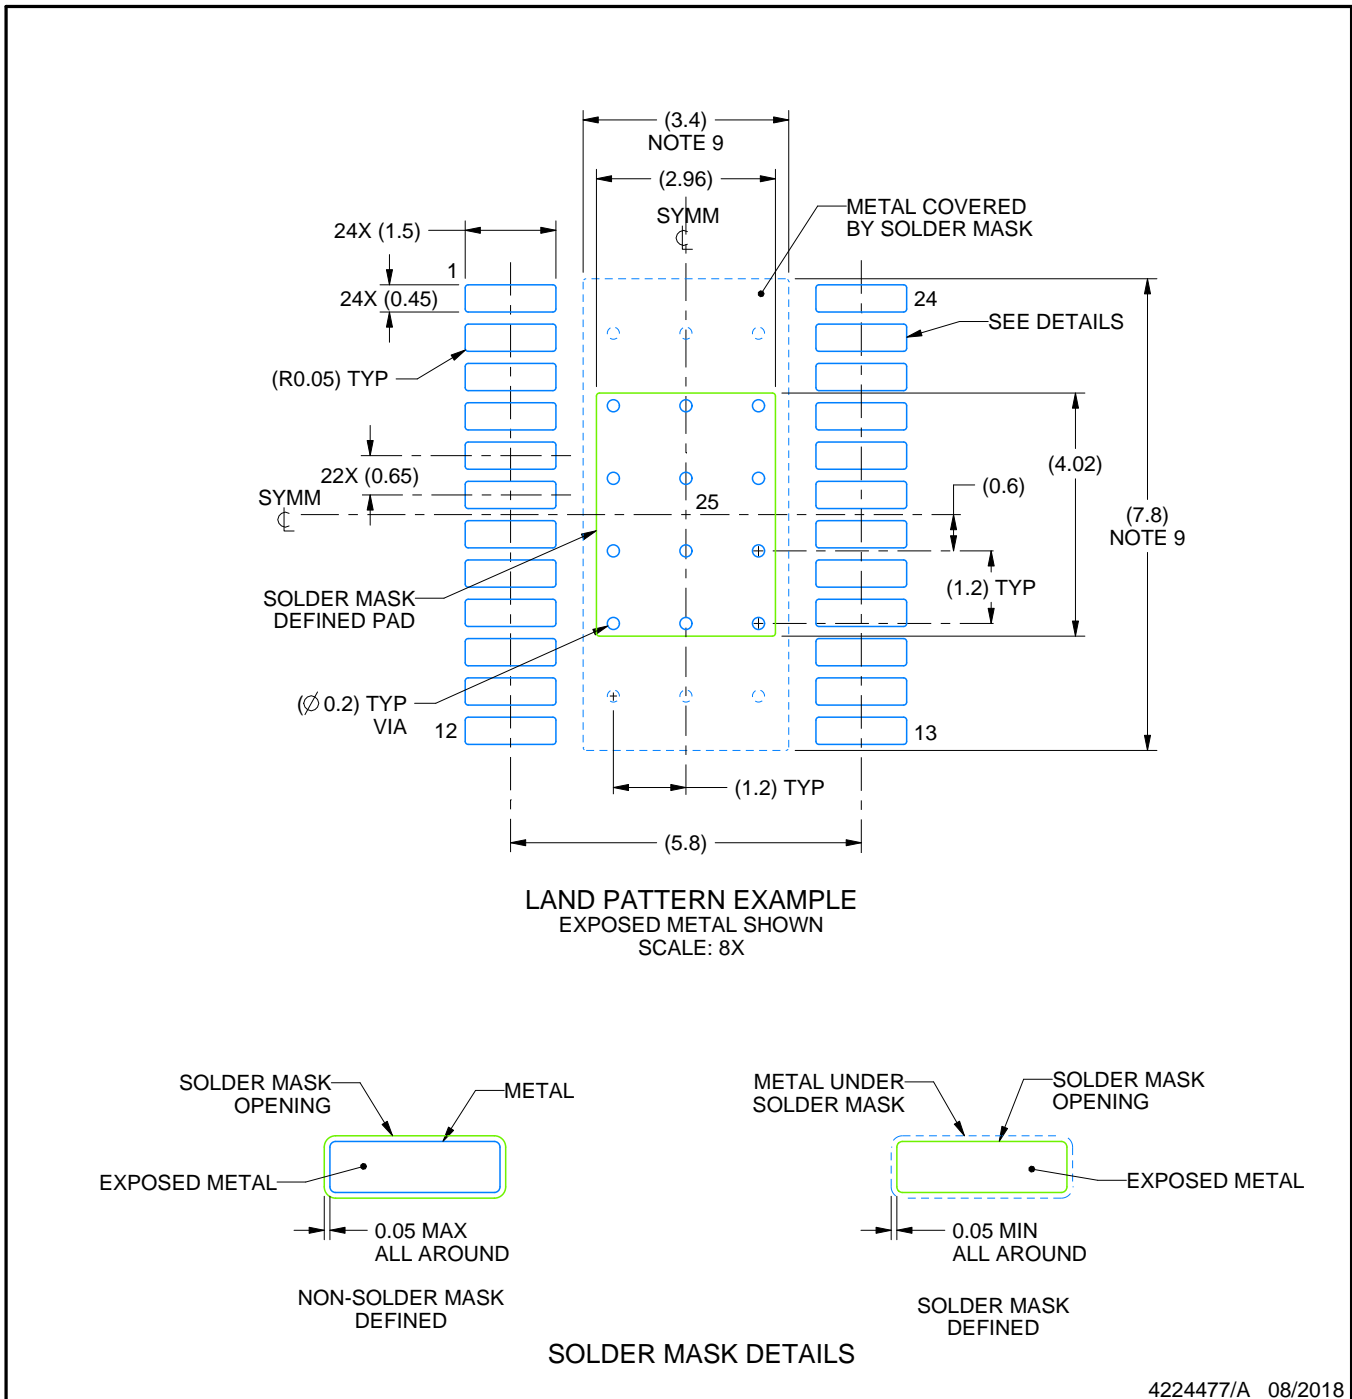 (3.4)
NOTE 9
(2.96)
SYMM
℄
METAL COVERED
BY SOLDER MASK
24X (1.5)
1
24X (0.45)
24
SEE DETAILS
(R0.05) TYP
22X (0.65)
SYMM
℄
25
(4.02)
(0.6)
(7.8)
NOTE 9
(1.2) TYP
SOLDER MASK
DEFINED PAD
(Ø 0.2) TYP
VIA
12
13
(1.2) TYP
(5.8)
LAND PATTERN EXAMPLE
EXPOSED METAL SHOWN
SCALE: 8X
SOLDER MASK
OPENING
METAL
EXPOSED METAL
0.05 MAX
ALL AROUND
NON-SOLDER MASK
DEFINED
METAL UNDER
SOLDER MASK
SOLDER MASK
OPENING
EXPOSED METAL
0.05 MIN
ALL AROUND
SOLDER MASK
DEFINED
SOLDER MASK DETAILS
4224477/A 08/2018